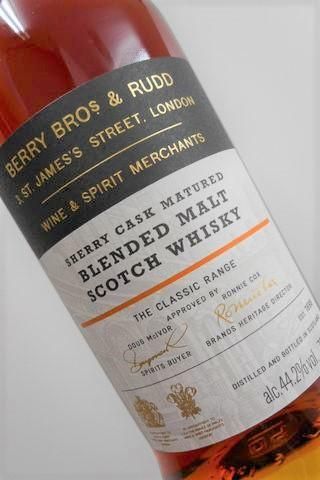 BERRY BROS & RUDD
3, ST. JAMES'S STREET, LONDON
WINE & SPIRIT MERCHANTS
SHERRY CASK MATURED
BLENDED MALT
SCOTCH WHISKY
THE CLASSIC RANGE
APPROVED BY
DOUG McIVOR
RONNIE COX
SPIRITS BUYER
BRANDS HERITAGE DIRECTOR
DISTILLED AND BOTTLED IN SCOTLAND
alc.44.2%vol